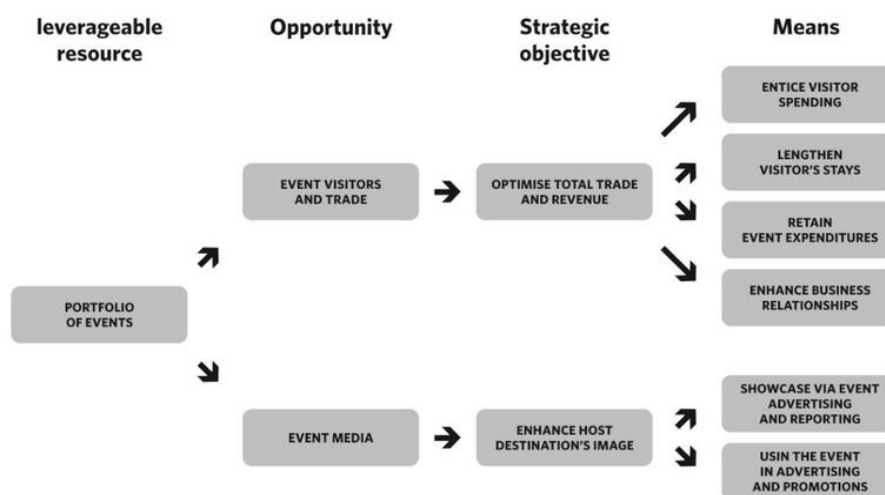 leverageable
resource
Opportunity
Strategic
objective
Means
ENTICE VISITOR
SPENDING
EVENT VISITORS
AND TRADE
OPTIMISE TOTAL TRADE
AND REVENUE
LENGTHEN
VISITOR'S STAYS
RETAIN
EVENT EXPENDITURES
PORTFOLIO
OF EVENTS
ENHANCE BUSINESS
RELATIONSHIPS
EVENT MEDIA
ENHANCE HOST
DESTINATION'S IMAGE
SHOWCASE VIA EVENT
ADVERTISING
AND REPORTING
USIN THE EVENT
IN ADVERTISING
AND PROMOTIONS